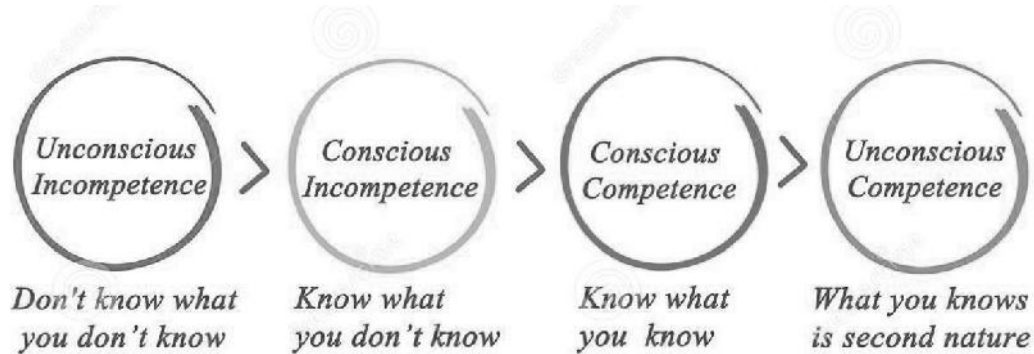 Unconscious
Incompetence
>
Conscious
Incompetence
>
Conscious
Competence
>
Unconscious
Competence
Don't know what
you don't know
Know what
you don't know
Know what
you know
What you knows
is second nature